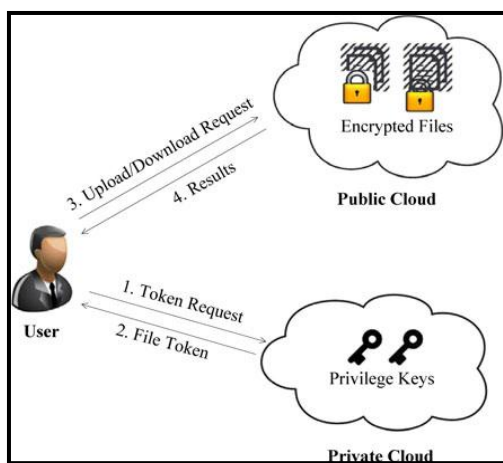 Encrypted Files
Public Cloud
3. Upload/Download Request
4. Results
User
1. Token Request
2. File Token
Privilege Keys
Private Cloud